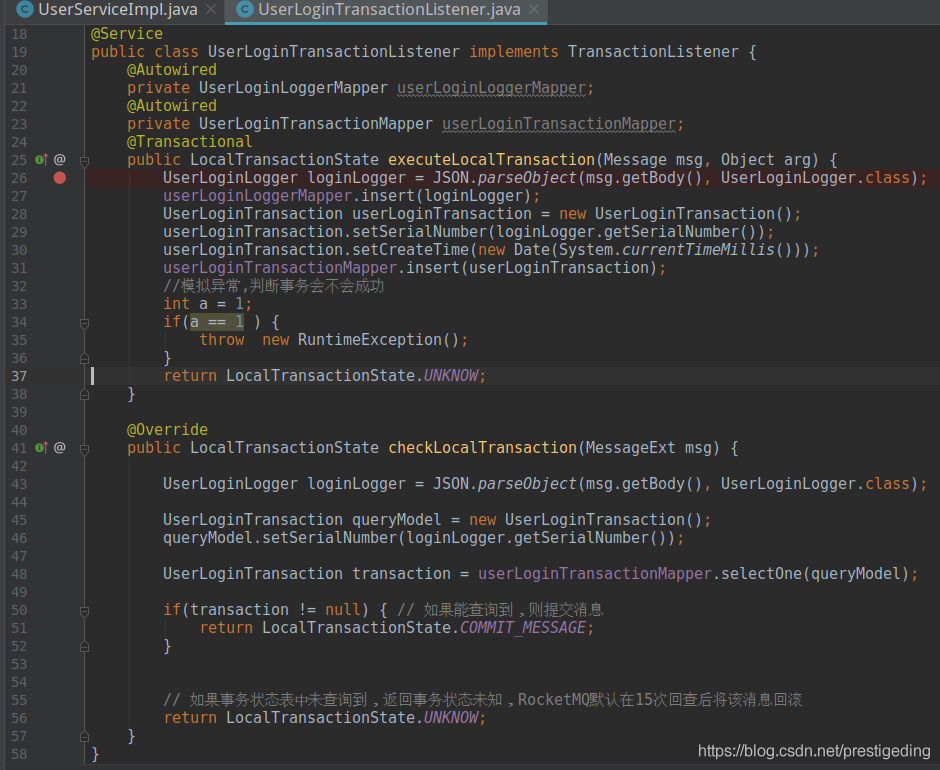 UserServiceImpl.java × UserLoginTransactionListener.java ×
18 @Service
19 public class UserLoginTransactionListener implements TransactionListener {
20 @Autowired
21 private UserLoginLoggerMapper userLoginLoggerMapper;
22 @Autowired
23 private UserLoginTransactionMapper userLoginTransactionMapper;
24 @Transactional
25 @ public LocalTransactionState executeLocalTransaction(Message msg, Object arg) {
26 UserLoginLogger loginLogger = JSON.parseObject(msg.getBody(), UserLoginLogger.class);
27 userLoginLoggerMapper.insert(loginLogger);
28 UserLoginTransaction userLoginTransaction = new UserLoginTransaction();
29 userLoginTransaction.setSerialNumber(loginLogger.getSerialNumber());
30 userLoginTransaction.setCreateTime(new Date(System.currentTimeMillis()));
31 userLoginTransactionMapper.insert(userLoginTransaction);
32 //模拟异常,判断事务会不会成功
33 int a = 1;
34 if(a == 1 ) {
35 throw  new RuntimeException();
36 }
37 return LocalTransactionState.UNKNOW;
38 }
39
40 @Override
41 @ public LocalTransactionState checkLocalTransaction(MessageExt msg) {
42
43 UserLoginLogger loginLogger = JSON.parseObject(msg.getBody(), UserLoginLogger.class);
44
45 UserLoginTransaction queryModel = new UserLoginTransaction();
46 queryModel.setSerialNumber(loginLogger.getSerialNumber());
47
48 UserLoginTransaction transaction = userLoginTransactionMapper.selectOne(queryModel);
49
50 if(transaction != null) { // 如果能查询到，则提交消息
51 return LocalTransactionState.COMMIT_MESSAGE;
52 }
53
54
55 // 如果事务状态表中未查询到，返回事务状态未知，RocketMQ默认在15次回查后将该消息回滚
56 return LocalTransactionState.UNKNOW;
57 }
58 }
https://blog.csdn.net/prestigeding